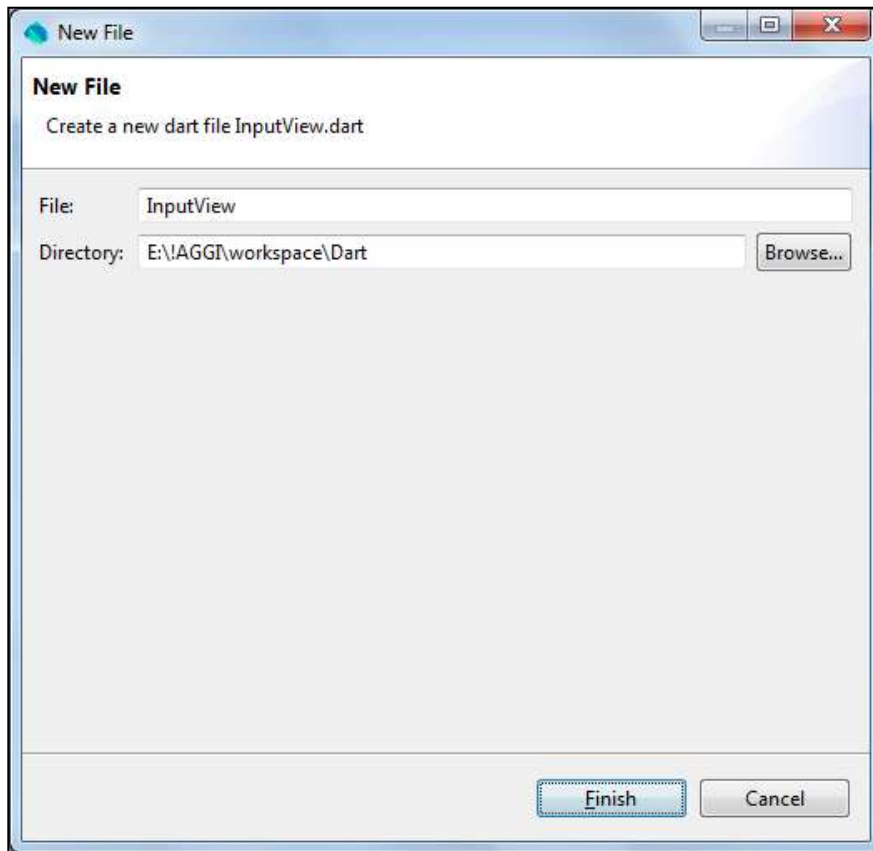 New File
New File
Create a new dart file InputView.dart
File: InputView
Directory: E:\!AGGI\workspace\Dart Browse...
Finish Cancel